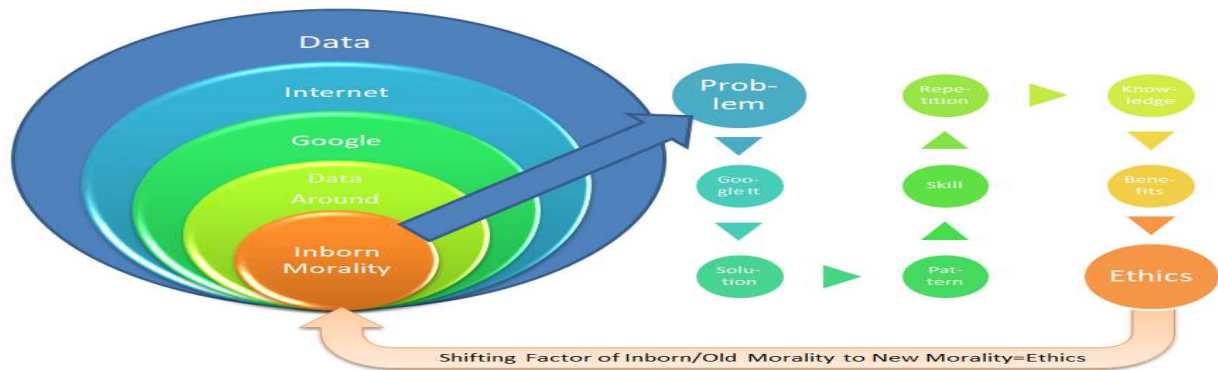 Data
Internet
Google
Data
Around
Inborn
Morality
Prob-
lem
Goo-
gle It
Solu-
tion
Pat-
tern
Skill
Repe-
tition
Know-
ledge
Bene-
fits
Ethics
Shifting Factor of Inborn/Old Morality to New Morality=Ethics